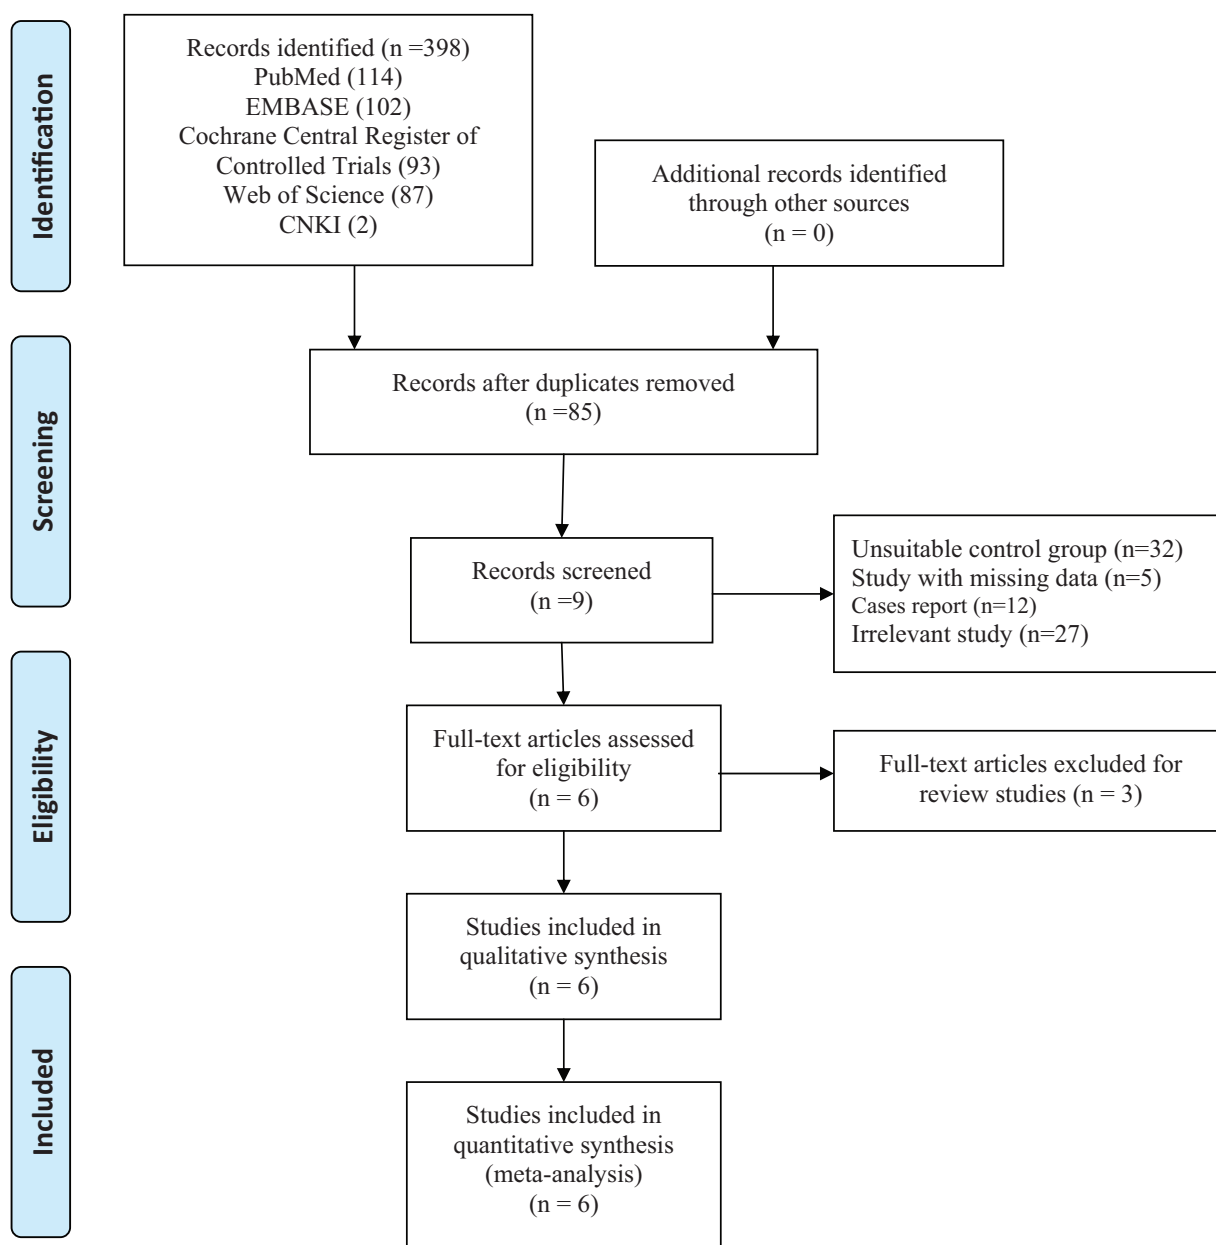 Identification
Records identified (n =398)
PubMed (114)
EMBASE (102)
Cochrane Central Register of
Controlled Trials (93)
Web of Science (87)
CNKI (2)
Additional records identified
through other sources
(n = 0)
Screening
Records after duplicates removed
(n =85)
Records screened
(n =9)
Unsuitable control group (n=32)
Study with missing data (n=5)
Cases report (n=12)
Irrelevant study (n=27)
Eligibility
Full-text articles assessed
for eligibility
(n = 6)
Full-text articles excluded for
review studies (n = 3)
Studies included in
qualitative synthesis
(n = 6)
Included
Studies included in
quantitative synthesis
(meta-analysis)
(n = 6)